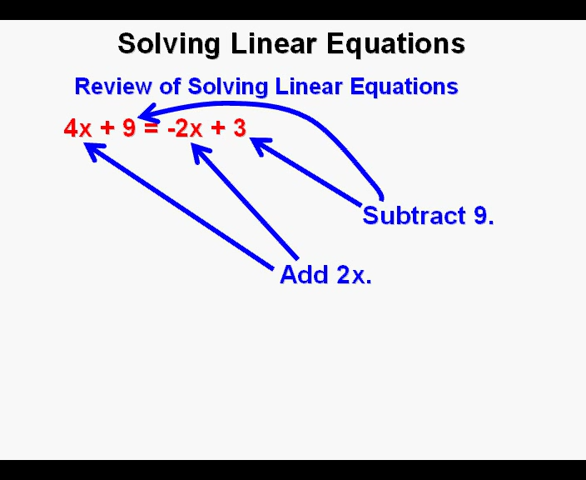 Solving Linear Equations
Review of Solving Linear Equations
4x + 9 = -2x + 3
Subtract 9.
Add 2x.